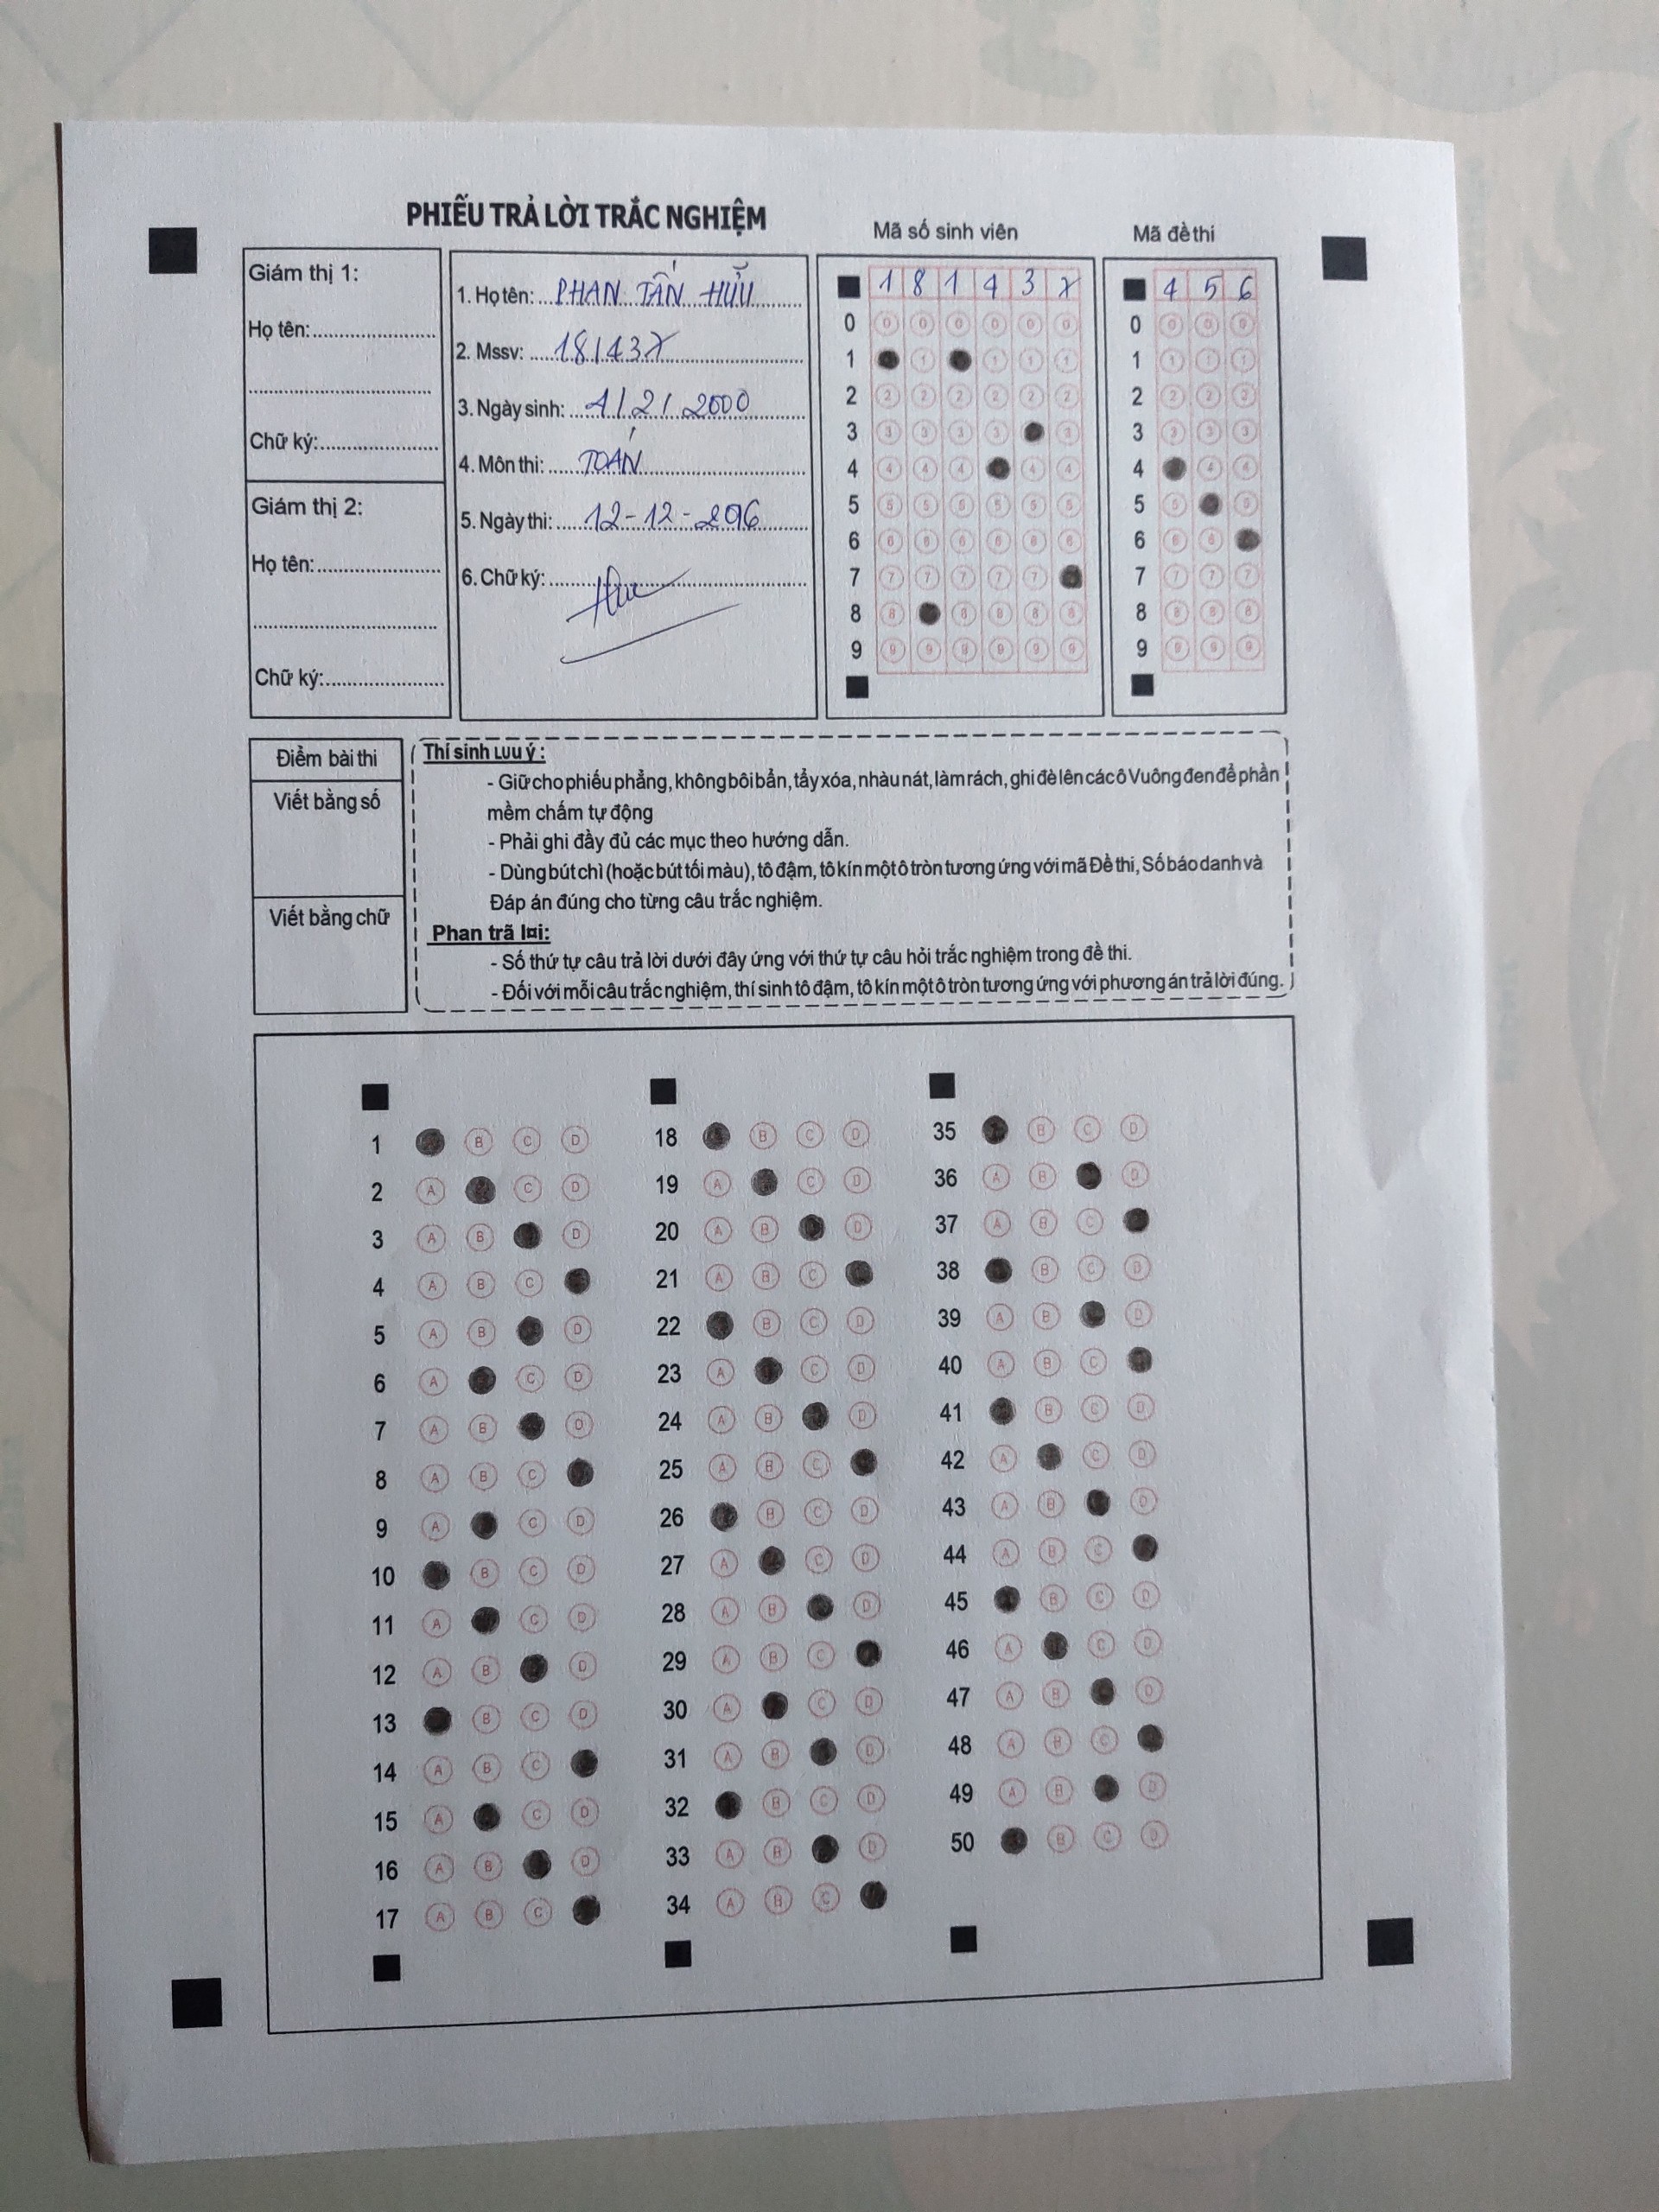 PHIẾU TRẢ LỜI TRẮC NGHIỆM
Giám thị 1:
Họ tên:
Chữ ký:
Giám thị 2:
Họ tên:
Chữ ký:
1. Họ tên: PHAN TẤN HỮU
2. Mssv: 181437
3. Ngày sinh: 1/2/2000
4. Môn thi: TOÁN
5. Ngày thi: 12-12-
6. Chữ ký:
Mã số sinh viên
1 8 1 4 3 7
0 0 0 0 0 0 0
1 1 1 1 1
2 2 2 2 2 2 2
3 3 3 3 3 3
4 4 4 4 4 4
5 5 5 5 5 5 5
6 6 6 6 6 6 6
7 7 7 7 7 7
8 8 8 8 8 8
9 9 9 9 9 9 9
Mã đề thi
4 5 6
0 0 0 0
1 1 1 1
2 2 2 2
3 3 3 3
4 4 4
5 5 5
6 6 6
7 7 7 7
8 8 8 8
9 9 9 9
Điểm bài thi
Viết bằng số
Viết bằng chữ
Thí sinh Lưu ý :
- Giữ cho phiếu phẳng, không bôi bẩn, tẩy xóa, nhàu nát, làm rách, ghi đè lên các ô Vuông đen để phần
mềm chấm tự động
- Phải ghi đầy đủ các mục theo hướng dẫn.
- Dùng bút chì (hoặc bút tối màu), tô đậm, tô kín một ô tròn tương ứng với mã Đề thi, Số báo danh và
Đáp án đúng cho từng câu trắc nghiệm.
Phan trã l¤i:
- Số thứ tự câu trả lời dưới đây ứng với thứ tự câu hỏi trắc nghiệm trong đề thi.
- Đối với mỗi câu trắc nghiệm, thí sinh tô đậm, tô kín một ô tròn tương ứng với phương án trả lời đúng.
1 B C D
2 A C D
3 A B D
4 A B C
5 A B D
6 A C D
7 A B D
8 A B C
9 A C D
10 B C D
11 A C D
12 A B D
13 B C D
14 A B C
15 A C D
16 A B D
17 A B C
18 B C D
19 A C D
20 A B D
21 A B C
22 B C D
23 A C D
24 A B D
25 A B C
26 B C D
27 A C D
28 A B D
29 A B C
30 A C D
31 A B D
32 B C D
33 A B D
34 A B C
35 B C D
36 A B D
37 A B C
38 B C D
39 A B D
40 A B C
41 B C D
42 A C D
43 A B D
44 A B C
45 B C D
46 A C D
47 A B D
48 A B C
49 A B D
50 B C D